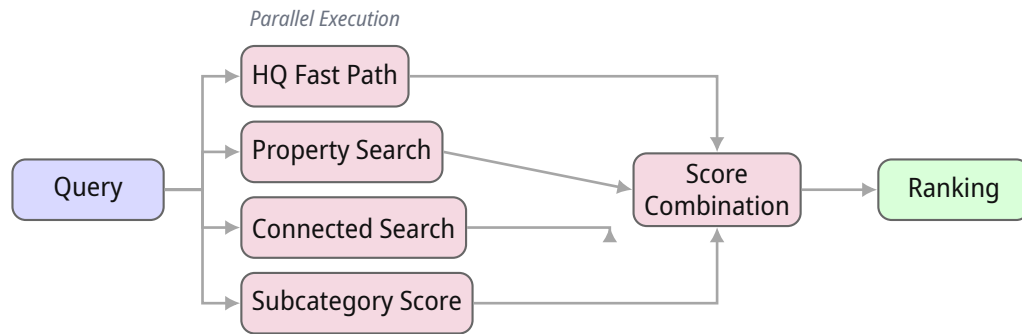 Parallel Execution
HQ Fast Path
Property Search
Query
Connected Search
Subcategory Score
Score
Combination
Ranking